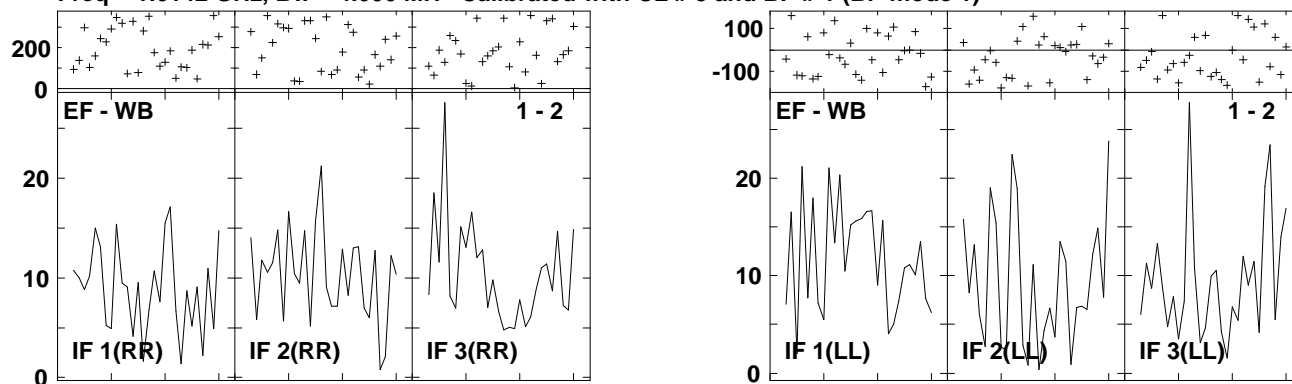 200
0
EF - WB
1 - 2
20
10
0
IF 1(RR)
IF 2(RR)
IF 3(RR)
100
-100
EF - WB
1 - 2
20
10
0
IF 1(LL)
IF 2(LL)
IF 3(LL)